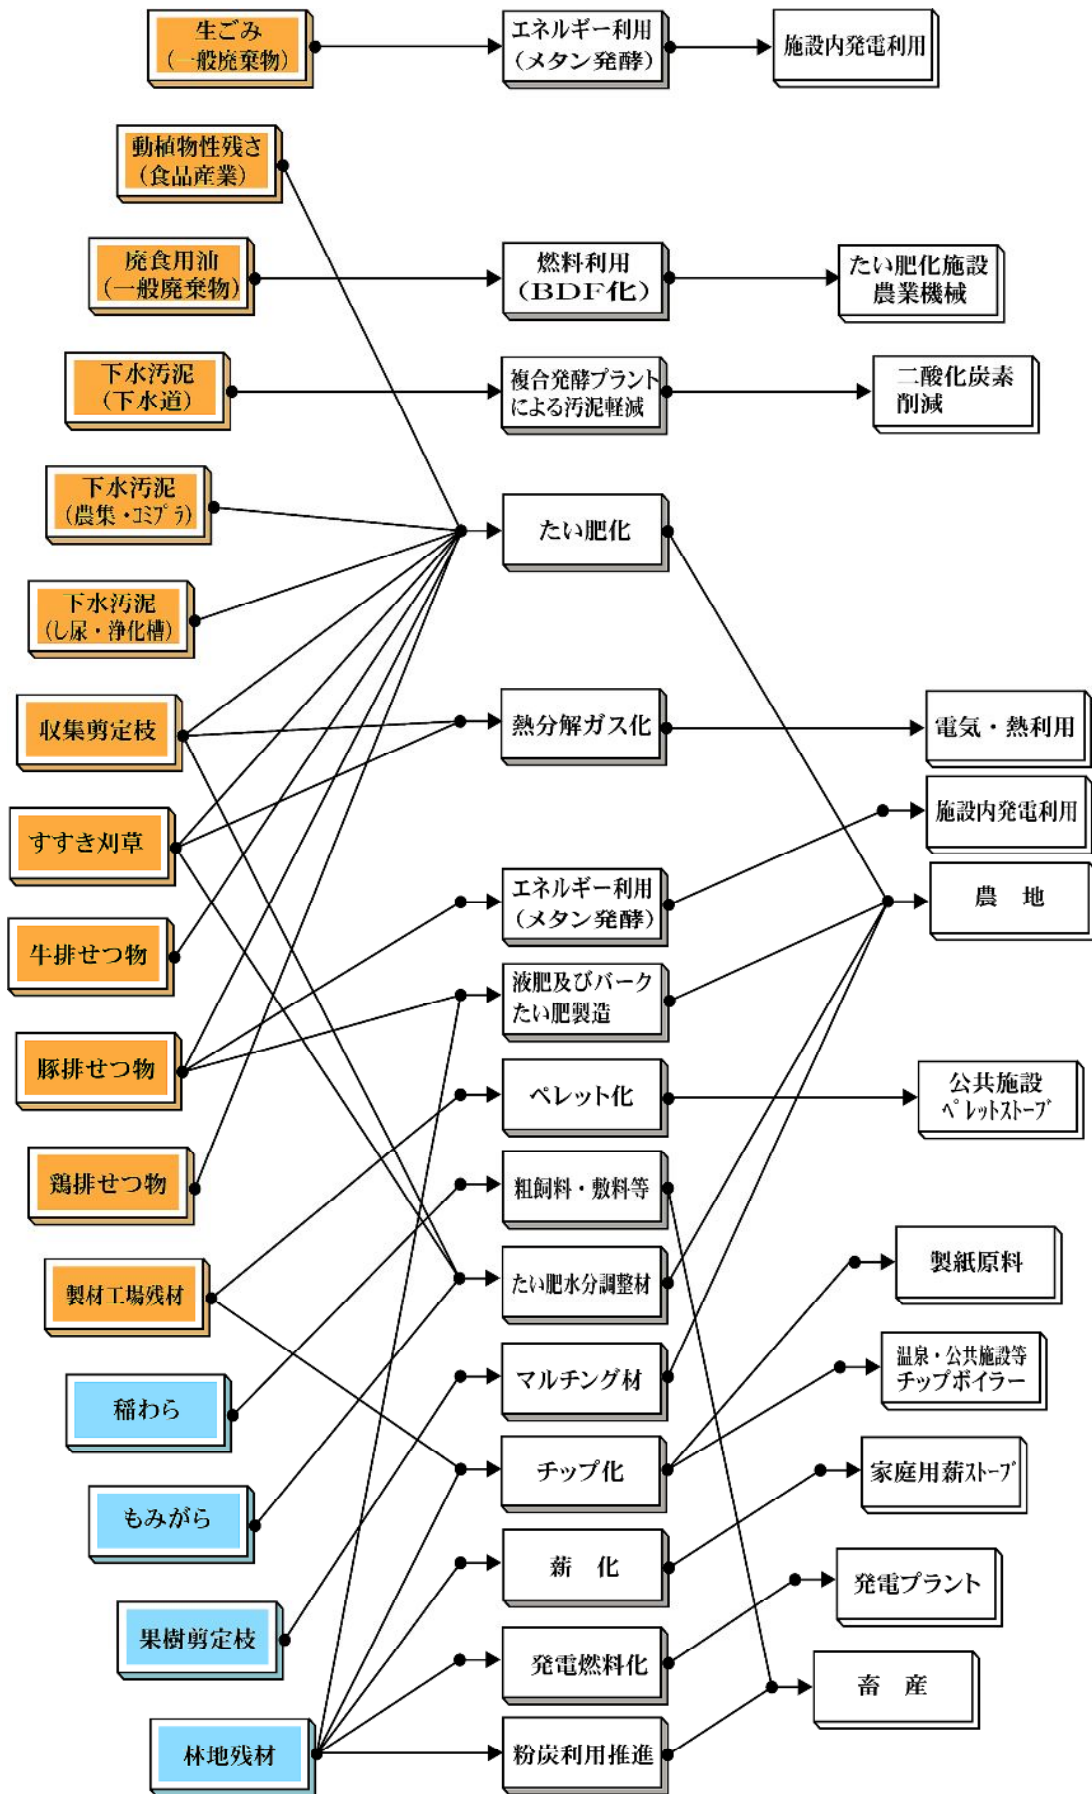 生ごみ
(一般廃棄物)
エネルギー利用
(メタン発酵)
施設内発電利用
動植物性残さ
(食品産業)
廃食用油
(一般廃棄物)
燃料利用
(BDF化)
たい肥化施設
農業機械
下水汚泥
(下水道)
複合発酵プラント
による汚泥軽減
二酸化炭素
削減
下水汚泥
(農集・コミプラ)
たい肥化
下水汚泥
(し尿・浄化槽)
収集剪定枝
熱分解ガス化
電気・熱利用
すすき刈草
施設内発電利用
牛排せつ物
エネルギー利用
(メタン発酵)
農　地
液肥及びバーク
たい肥製造
豚排せつ物
ペレット化
公共施設
ペレットストーブ
鶏排せつ物
粗飼料・敷料等
製材工場残材
たい肥水分調整材
製紙原料
稲わら
マルチング材
温泉・公共施設等
チップボイラー
チップ化
家庭用薪ストーブ
もみがら
薪　化
発電プラント
果樹剪定枝
発電燃料化
畜　産
林地残材
粉炭利用推進